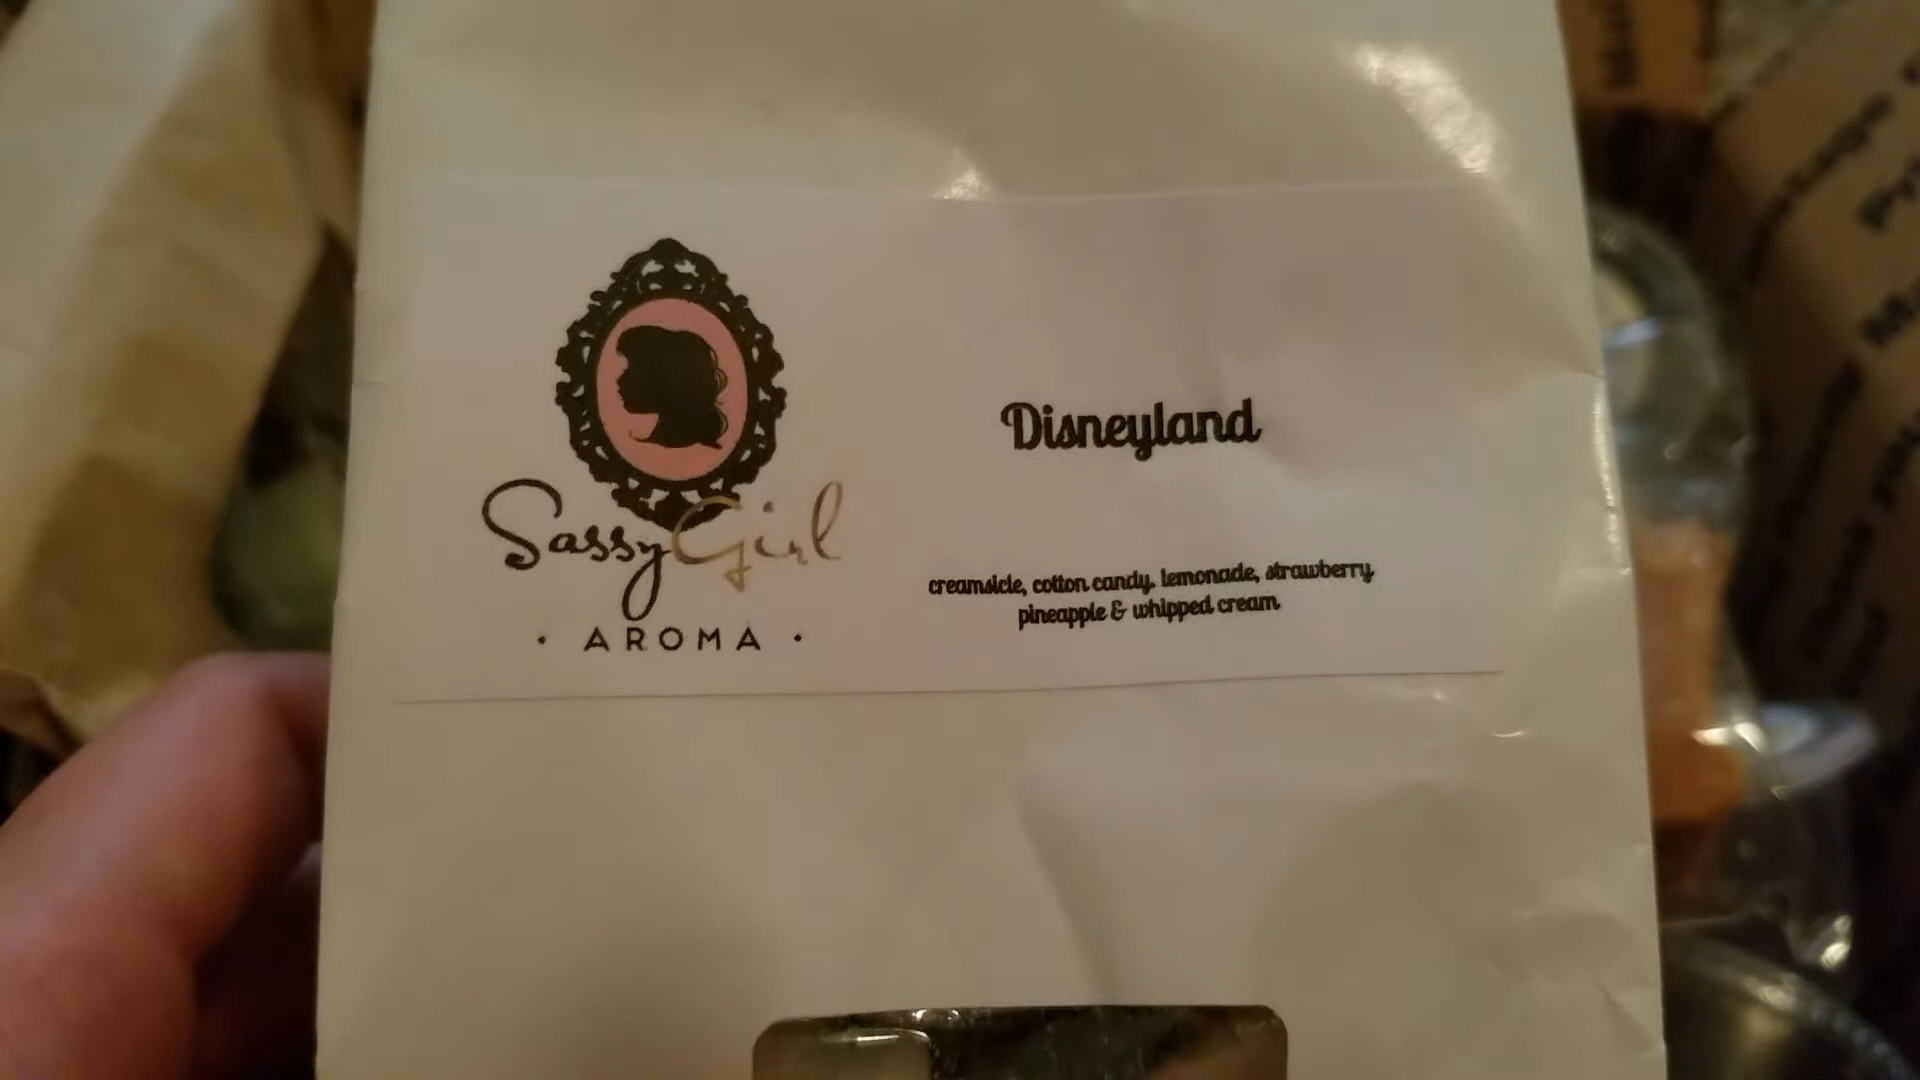 Sassy Girl
· AROMA ·
Disneyland
creamsicle, cotton candy, lemonade, strawberry,
pineapple & whipped cream